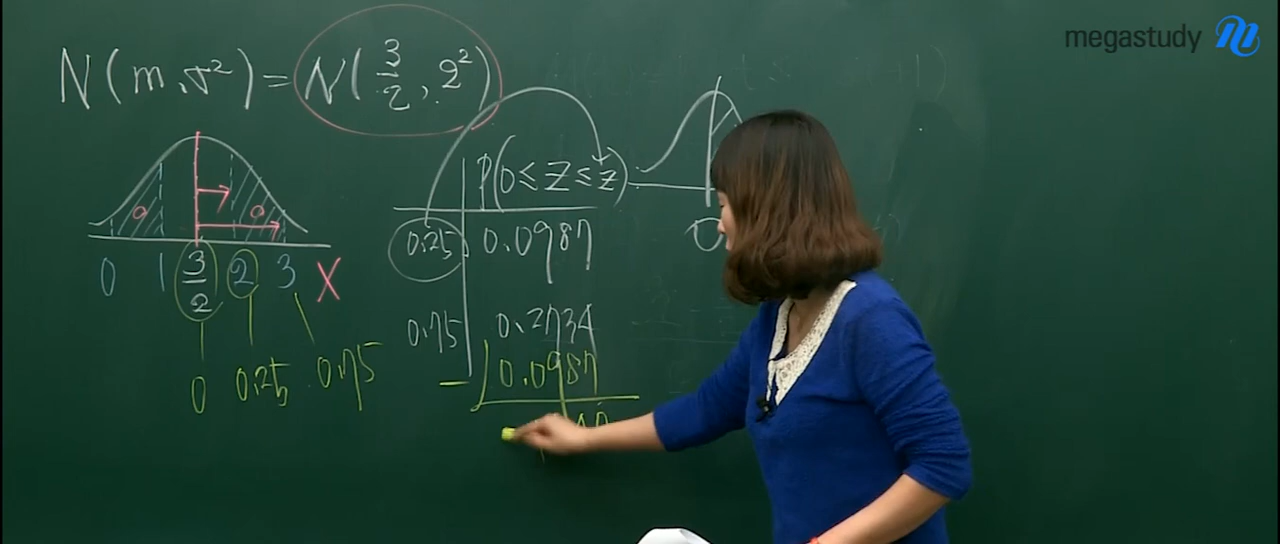 megastudy
N(m, σ²) = N(3/2, 2²)
P(0 ≤ Z ≤ z)
0.25 0.0987
0
a a
0 1 3/2 2 3 X
0.75 0.2734
0 0.25 0.75
- 0.0987